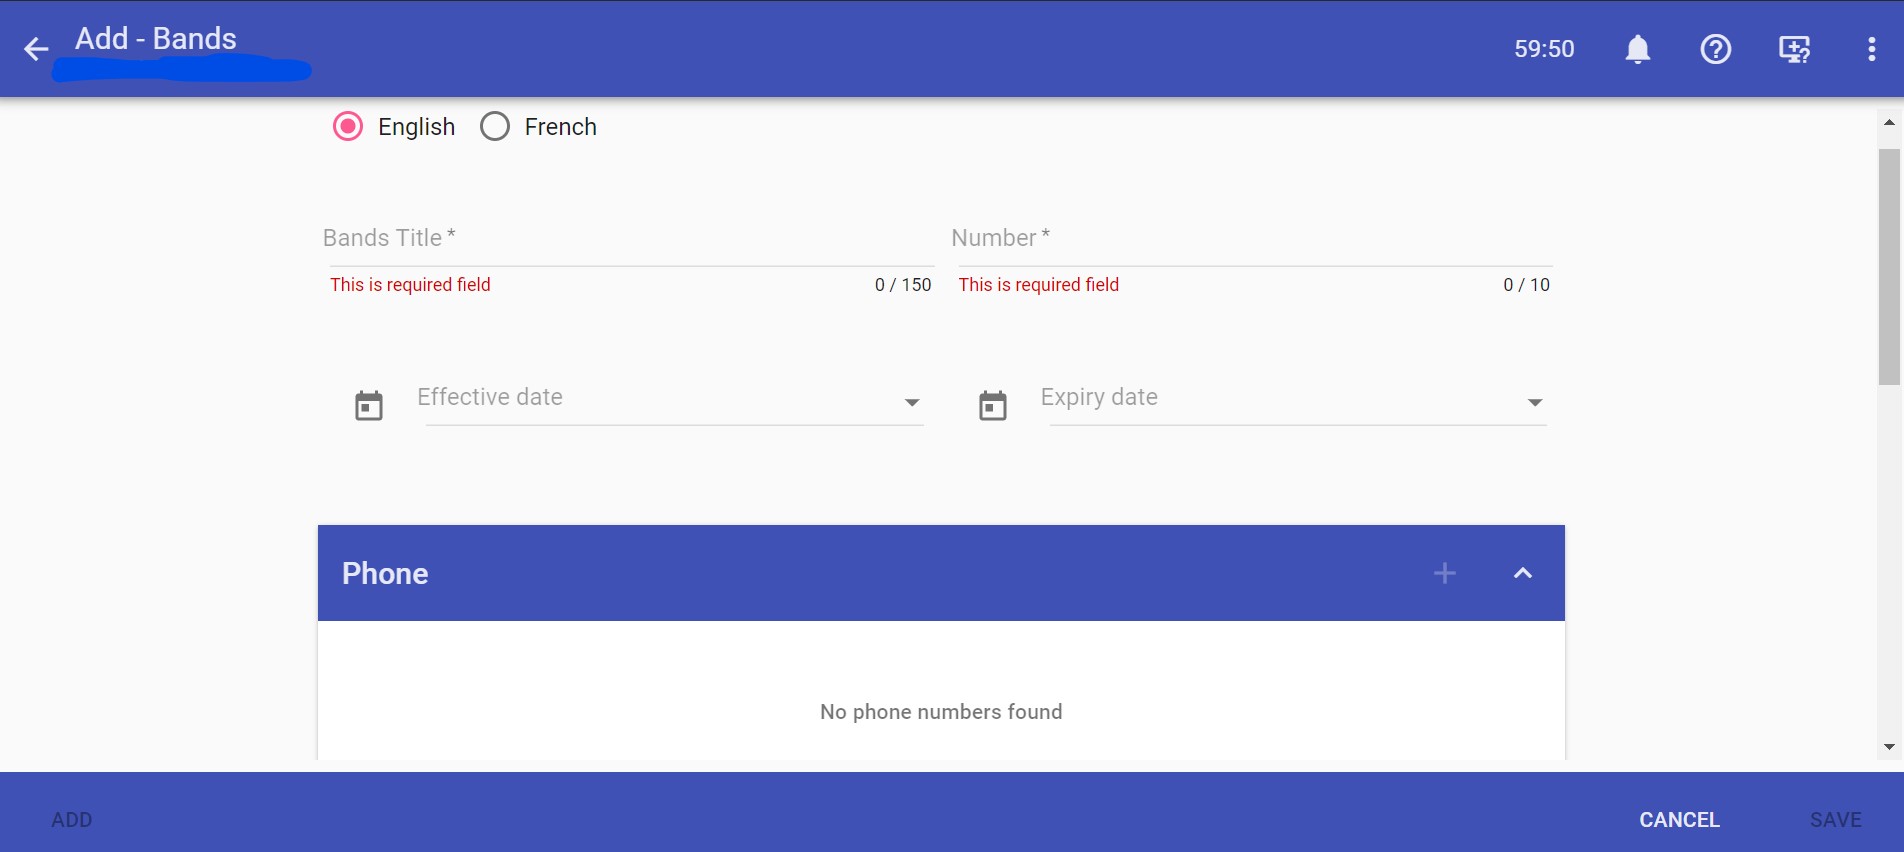 Add - Bands
59:50
English
French
Bands Title *
Number *
This is required field
0 / 150
This is required field
0 / 10
Effective date
Expiry date
Phone
No phone numbers found
ADD
CANCEL
SAVE